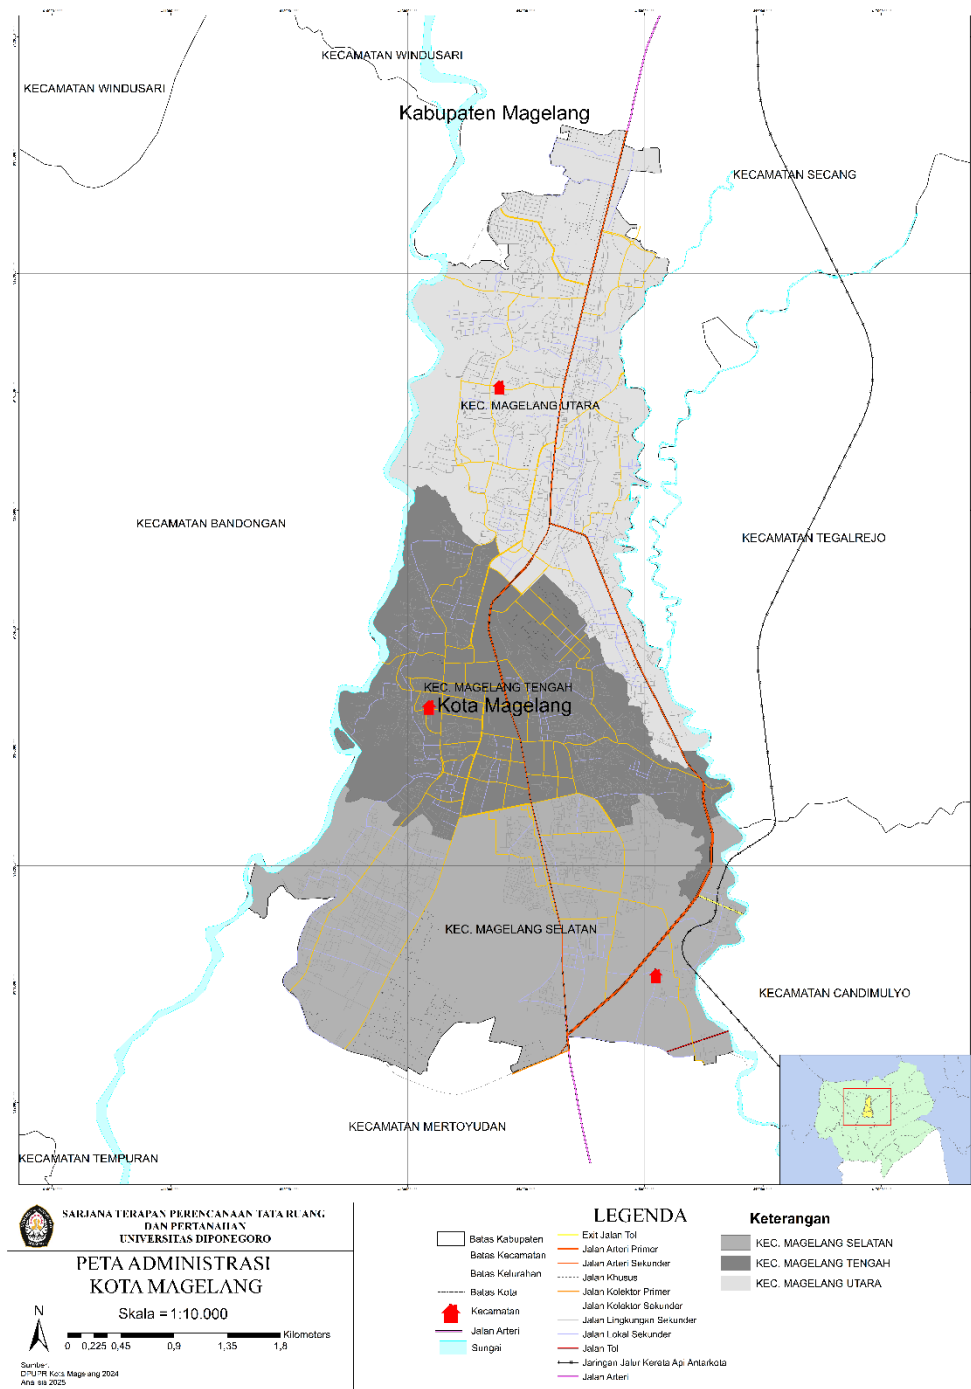 KECAMATAN WINDUSARI
KECAMATAN WINDUSARI
Kabupaten Magelang
KECAMATAN SECANG
KEC. MAGELANG UTARA
KECAMATAN BANDONGAN
KECAMATAN TEGALREJO
KEC. MAGELANG TENGAH
Kota Magelang
KEC. MAGELANG SELATAN
KECAMATAN CANDIMULYO
KECAMATAN MERTOYUDAN
KECAMATAN TEMPURAN
SARJANA TERAPAN PERENCANAAN TATA RUANG
DAN PERTANAHAN
UNIVERSITAS DIPONEGORO
PETA ADMINISTRASI
KOTA MAGELANG
Skala = 1:10.000
N
Kilometers
0 0,225 0,45 0,9 1,35 1,8
Sumber:
DPUPR Kota Magelang 2024
Analisis 2025
LEGENDA
Batas Kabupaten
Batas Kecamatan
Batas Kelurahan
Batas Kota
Kecamatan
Jalan Arteri
Sungai
Exit Jalan Tol
Jalan Arteri Primer
Jalan Arteri Sekunder
Jalan Khusus
Jalan Kolektor Primer
Jalan Kolektor Sekunder
Jalan Lingkungan Sekunder
Jalan Lokal Sekunder
Jalan Tol
Jaringan Jalur Kereta Api Antarkota
Jalan Arteri
Keterangan
KEC. MAGELANG SELATAN
KEC. MAGELANG TENGAH
KEC. MAGELANG UTARA